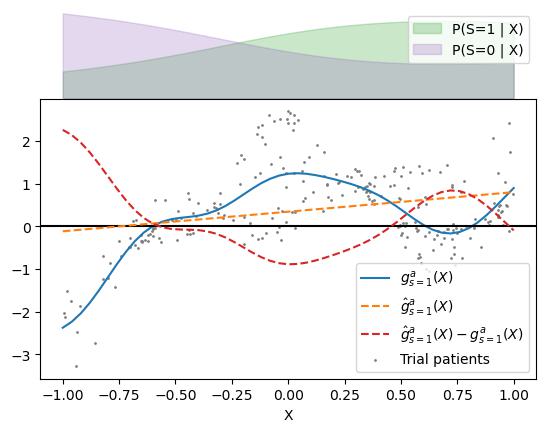 P(S=1 | X)
P(S=0 | X)
2
1
0
−1
−2
−3
g^a_{s=1}(X)
ĝ^a_{s=1}(X)
ĝ^a_{s=1}(X) − g^a_{s=1}(X)
Trial patients
−1.00 −0.75 −0.50 −0.25 0.00 0.25 0.50 0.75 1.00
X